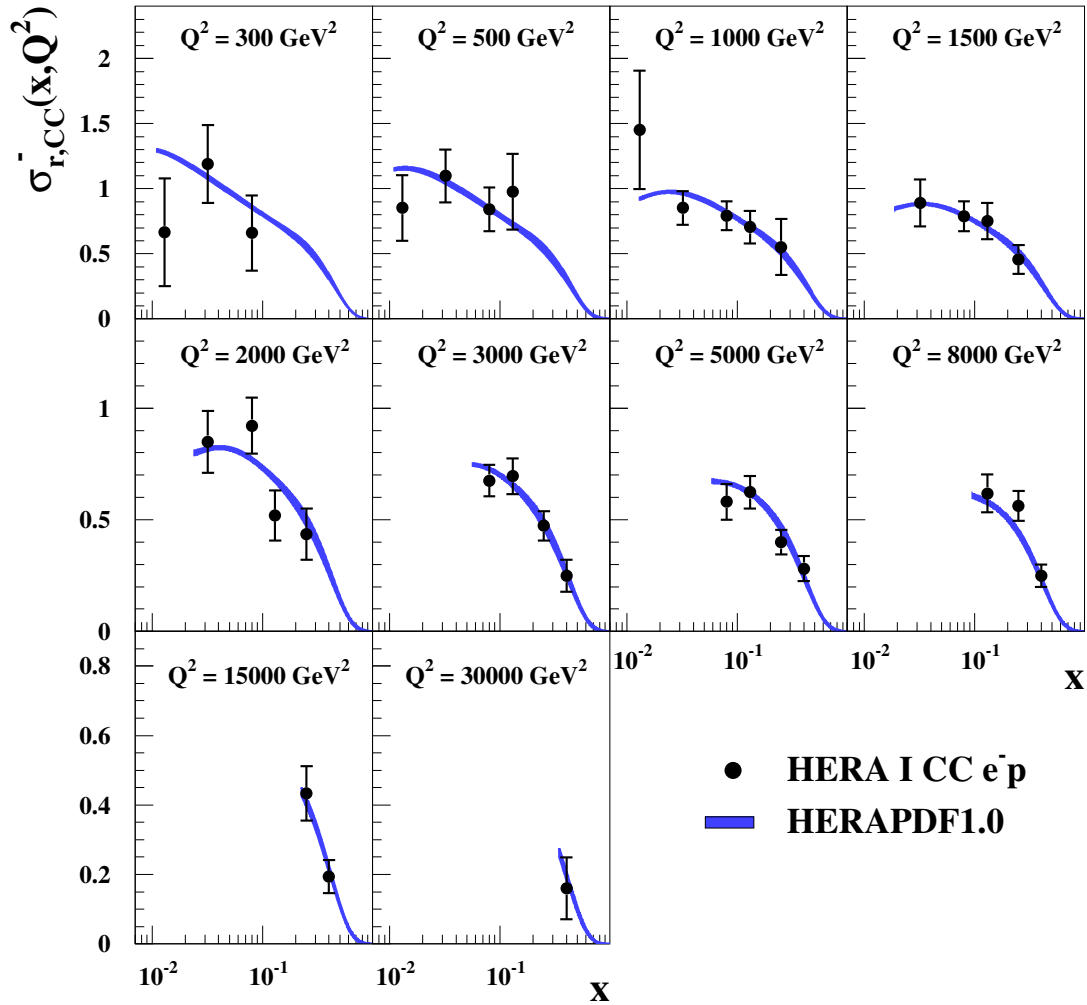 σ⁻r,CC(x,Q²)
Q² = 300 GeV²
Q² = 500 GeV²
Q² = 1000 GeV²
Q² = 1500 GeV²
2
1.5
1
0.5
0
Q² = 2000 GeV²
Q² = 3000 GeV²
Q² = 5000 GeV²
Q² = 8000 GeV²
1
0.5
0
10⁻² 10⁻¹ 10⁻² 10⁻¹
x
Q² = 15000 GeV²
Q² = 30000 GeV²
0.8
0.6
0.4
0.2
0
10⁻² 10⁻¹ 10⁻² 10⁻¹
x
HERA I CC e⁻p
HERAPDF1.0